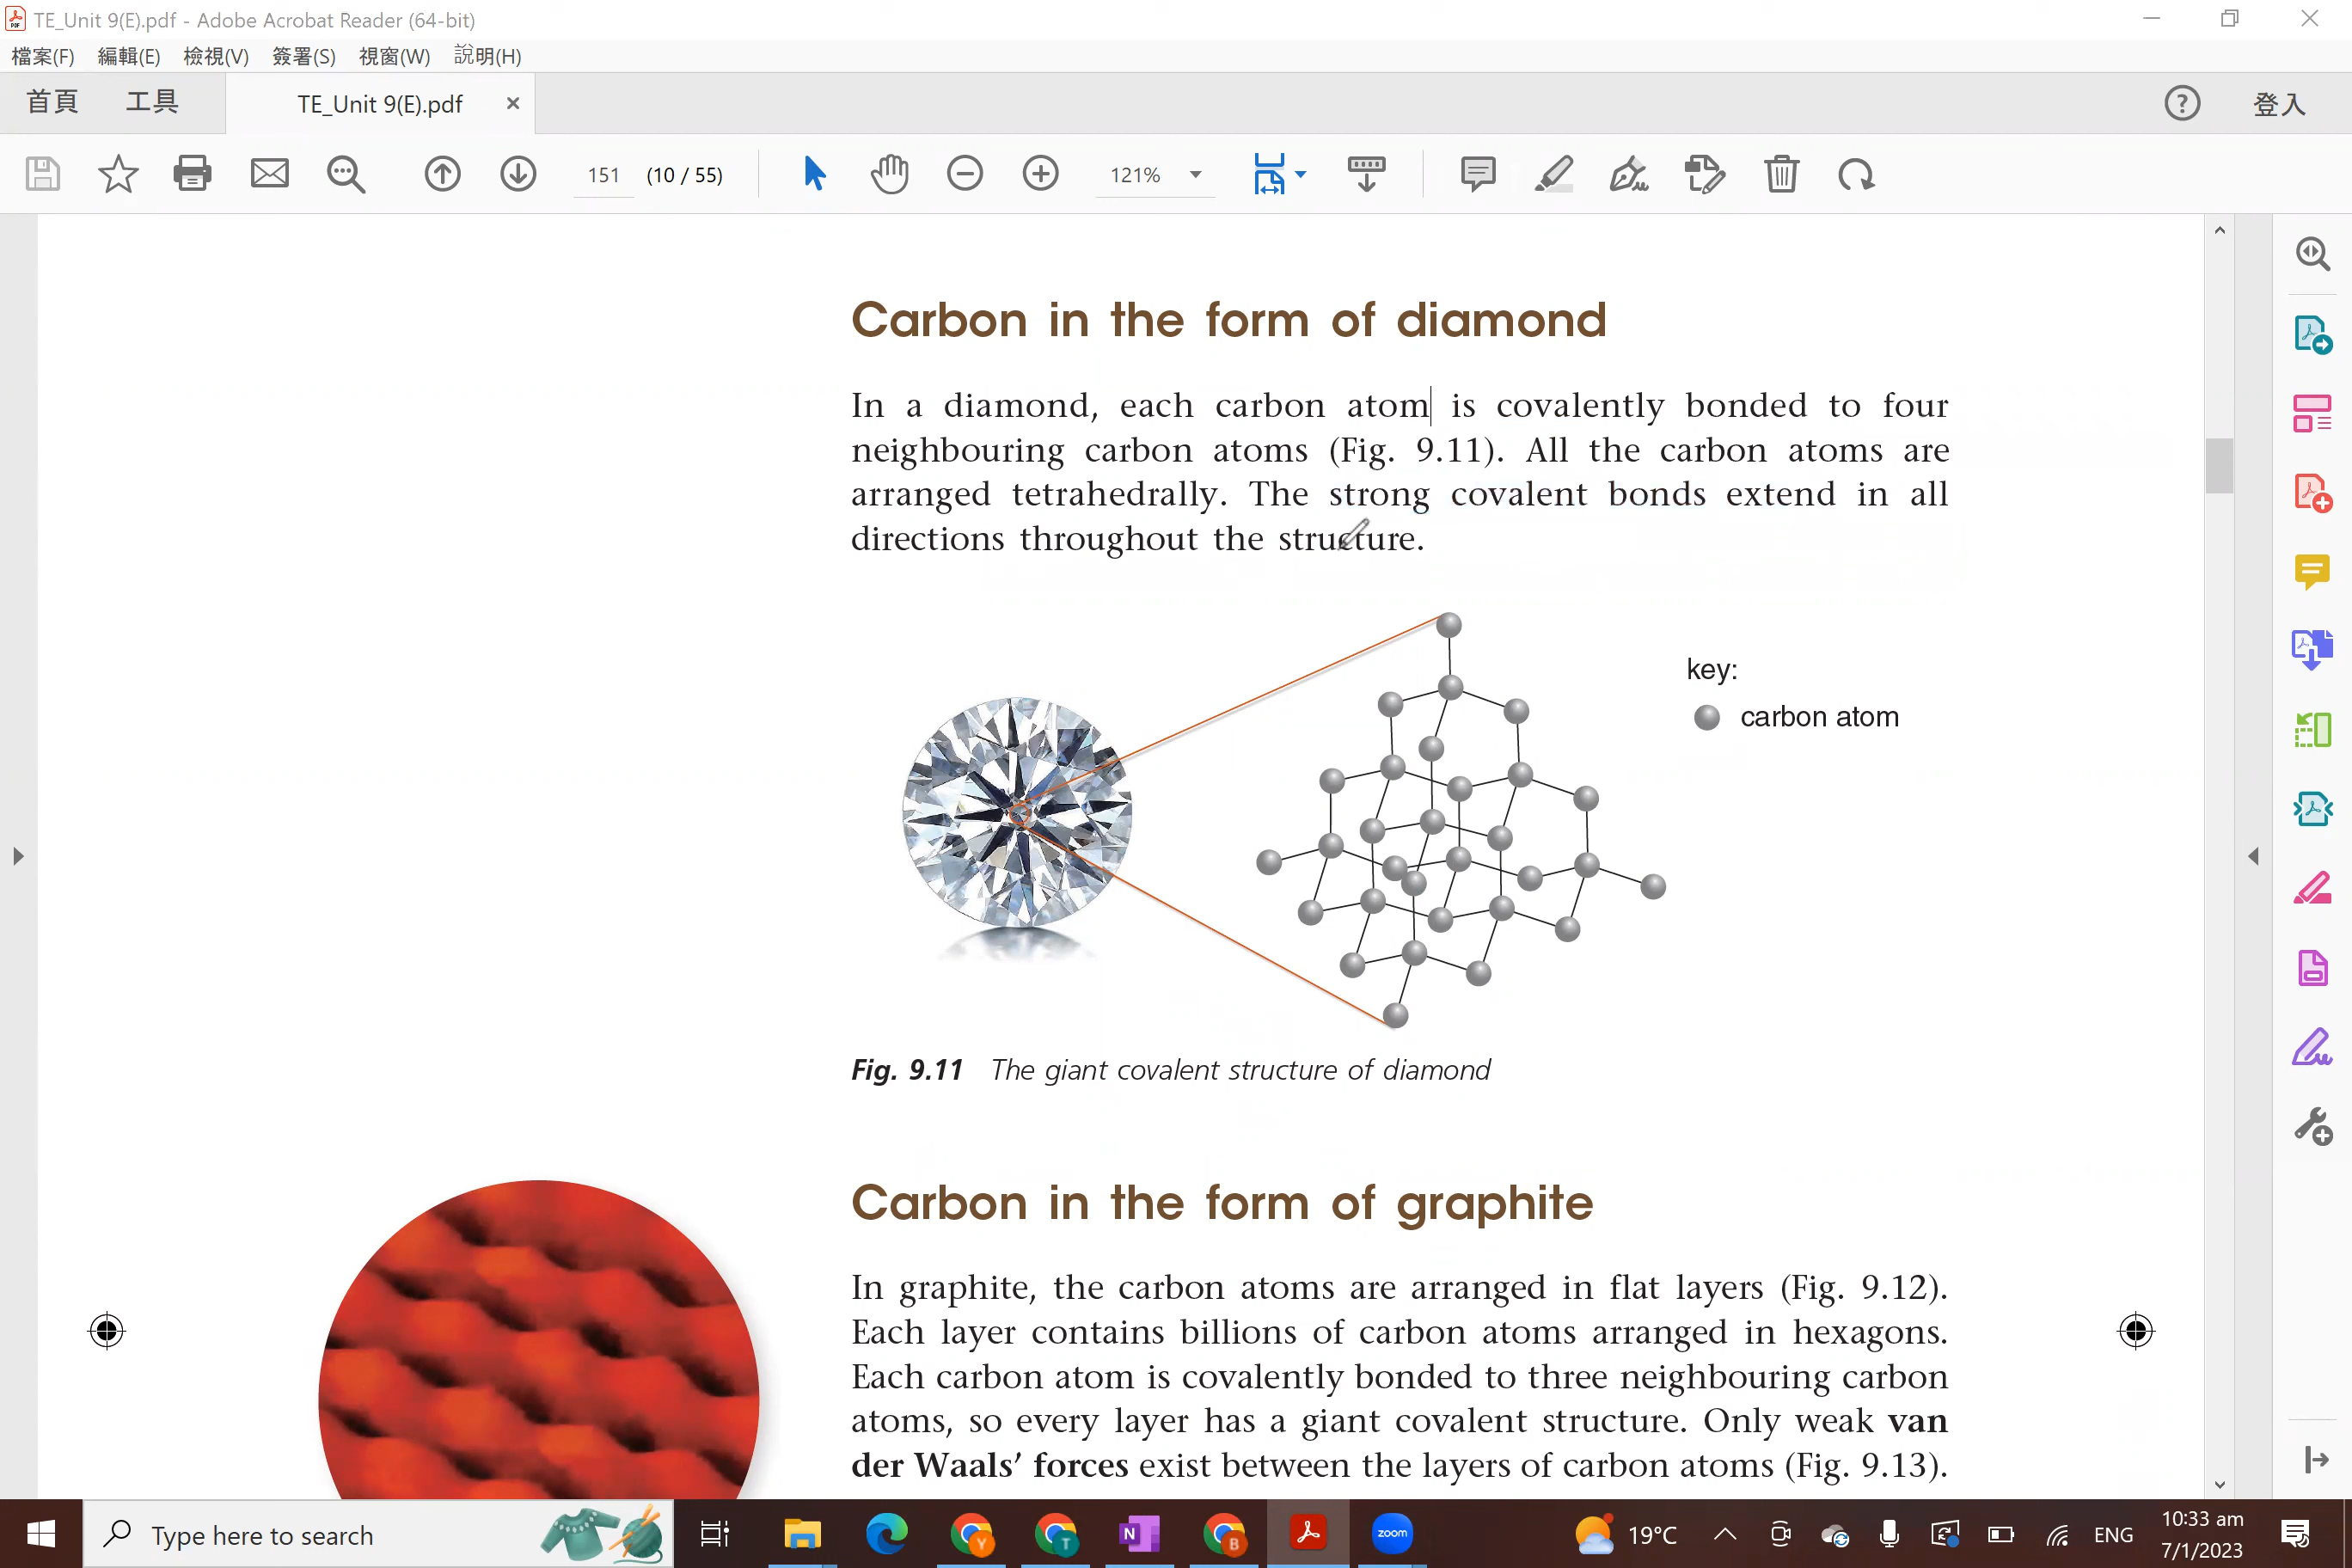 TE_Unit 9(E).pdf - Adobe Acrobat Reader (64-bit)
檔案(F) 編輯(E) 檢視(V) 簽署(S) 視窗(W) 說明(H)
首頁 工具 TE_Unit 9(E).pdf × ? 登入
151 (10 / 55) 121%
Carbon in the form of diamond
In a diamond, each carbon atom is covalently bonded to four
neighbouring carbon atoms (Fig. 9.11). All the carbon atoms are
arranged tetrahedrally. The strong covalent bonds extend in all
directions throughout the structure.
key:
carbon atom
Fig. 9.11 The giant covalent structure of diamond
Carbon in the form of graphite
In graphite, the carbon atoms are arranged in flat layers (Fig. 9.12).
Each layer contains billions of carbon atoms arranged in hexagons.
Each carbon atom is covalently bonded to three neighbouring carbon
atoms, so every layer has a giant covalent structure. Only weak van
der Waals' forces exist between the layers of carbon atoms (Fig. 9.13).
Type here to search
Y T N B zoom
19°C ENG
10:33 am
7/1/2023